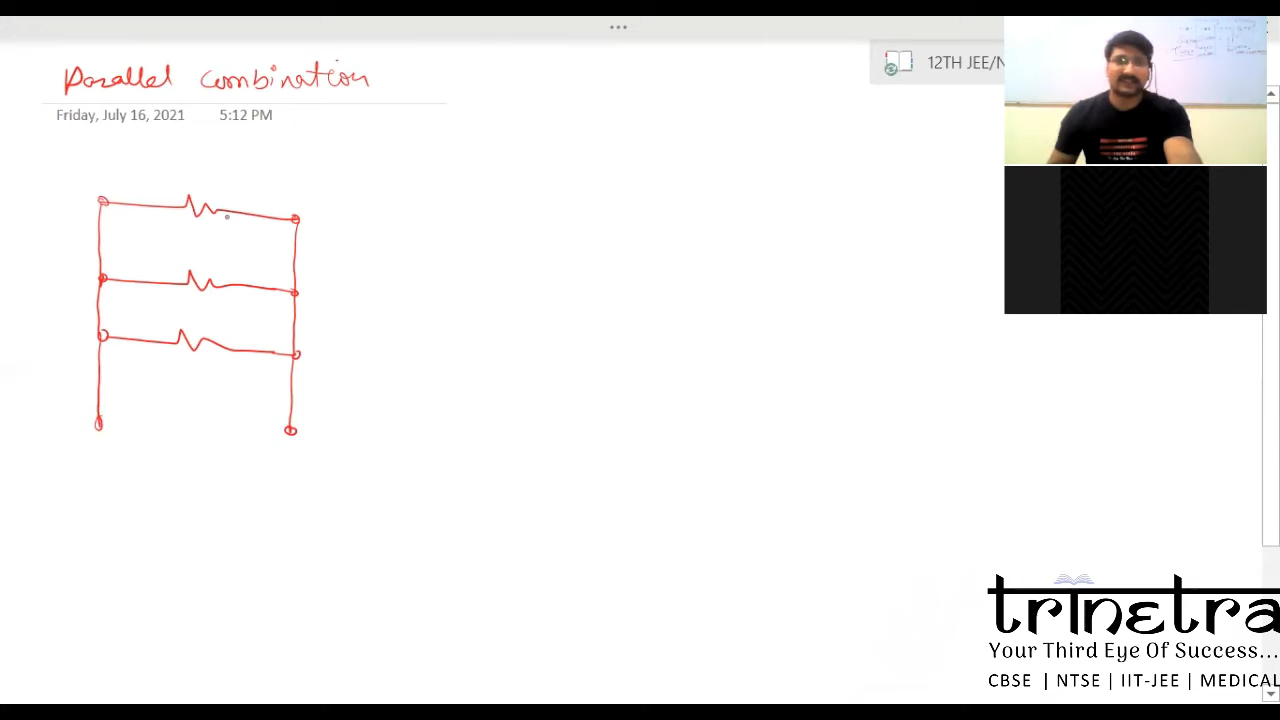 Parallel combination
Friday, July 16, 2021 5:12 PM
12TH JEE/N
trinetra
Your Third Eye Of Success...
CBSE | NTSE | IIT-JEE | MEDICAL